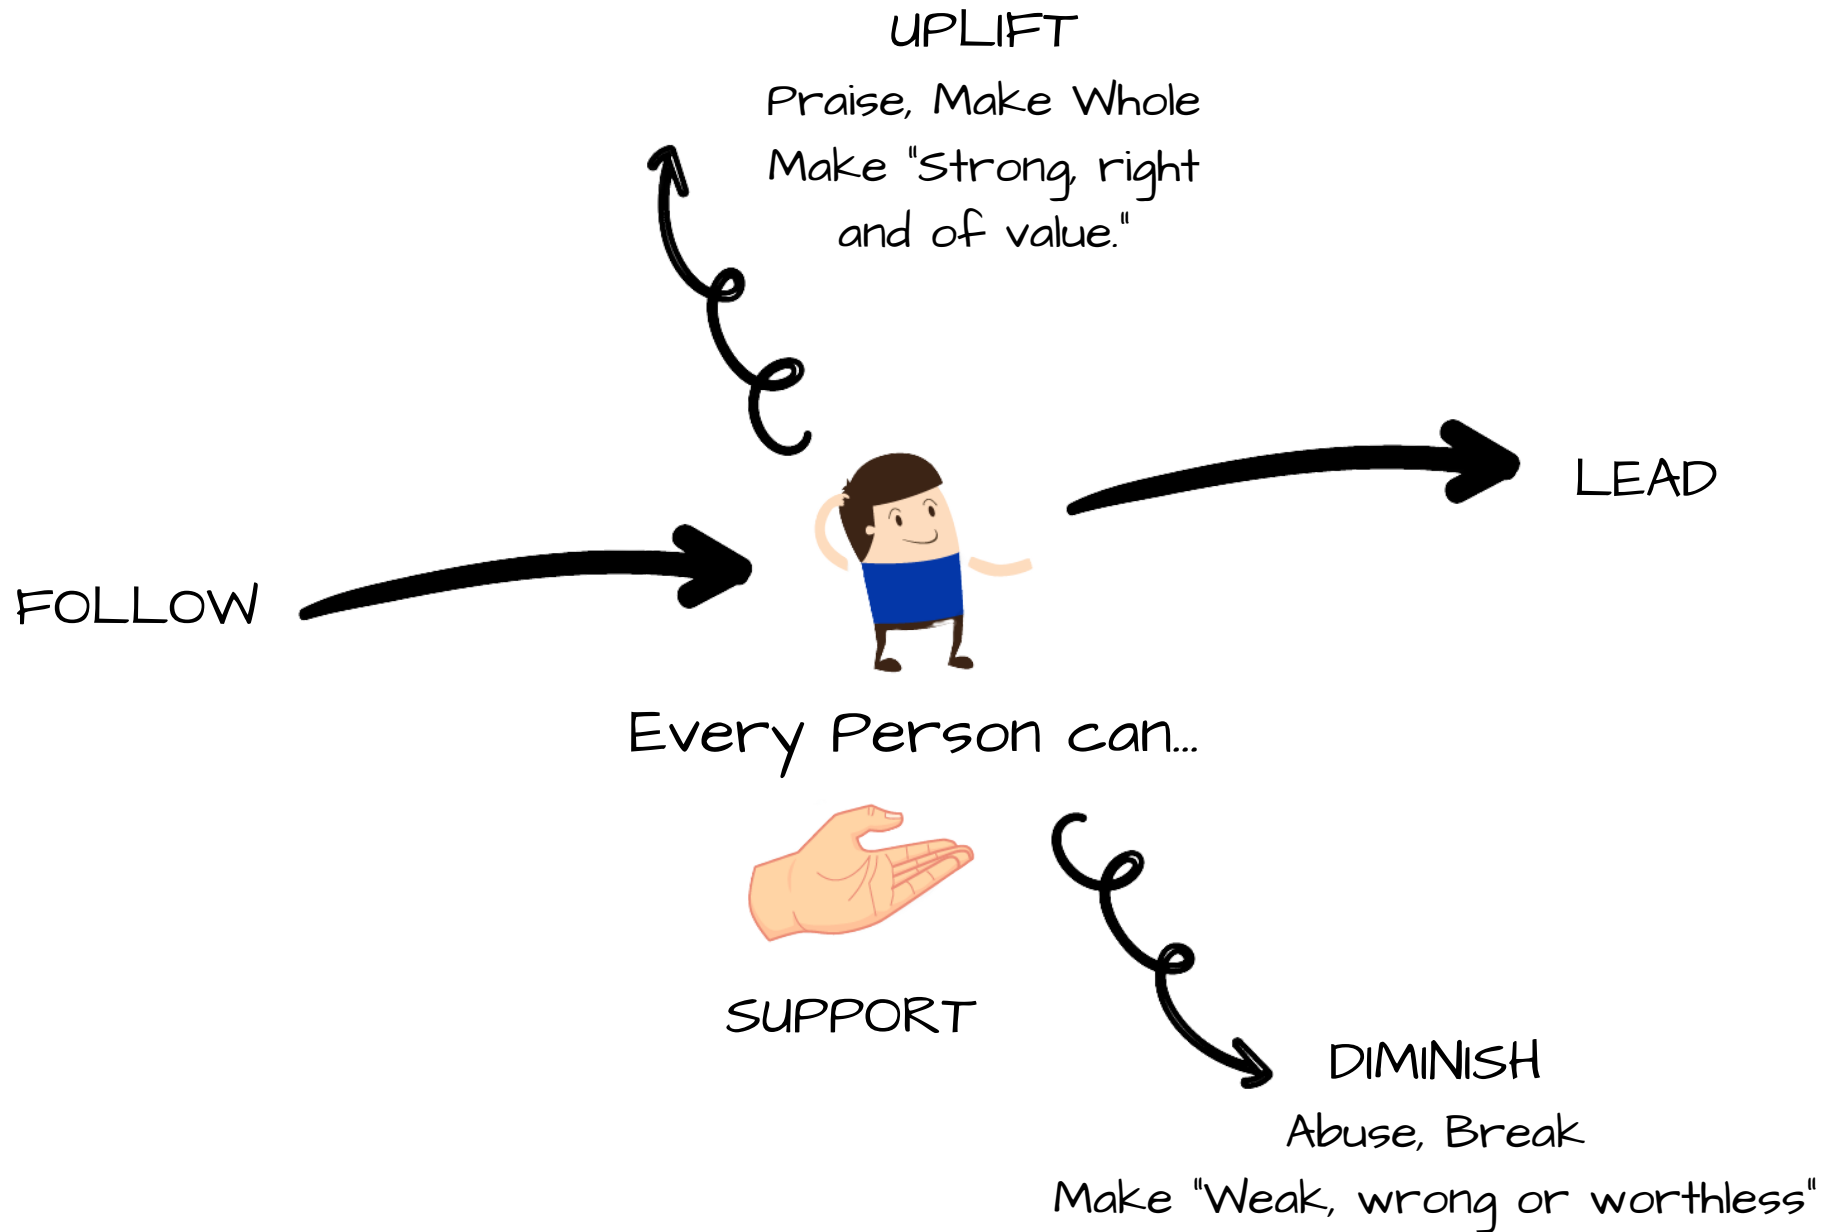 UPLIFT
Praise, Make Whole
Make "Strong, right
and of value."
LEAD
FOLLOW
Every Person can...
SUPPORT
DIMINISH
Abuse, Break
Make "Weak, wrong or worthless"